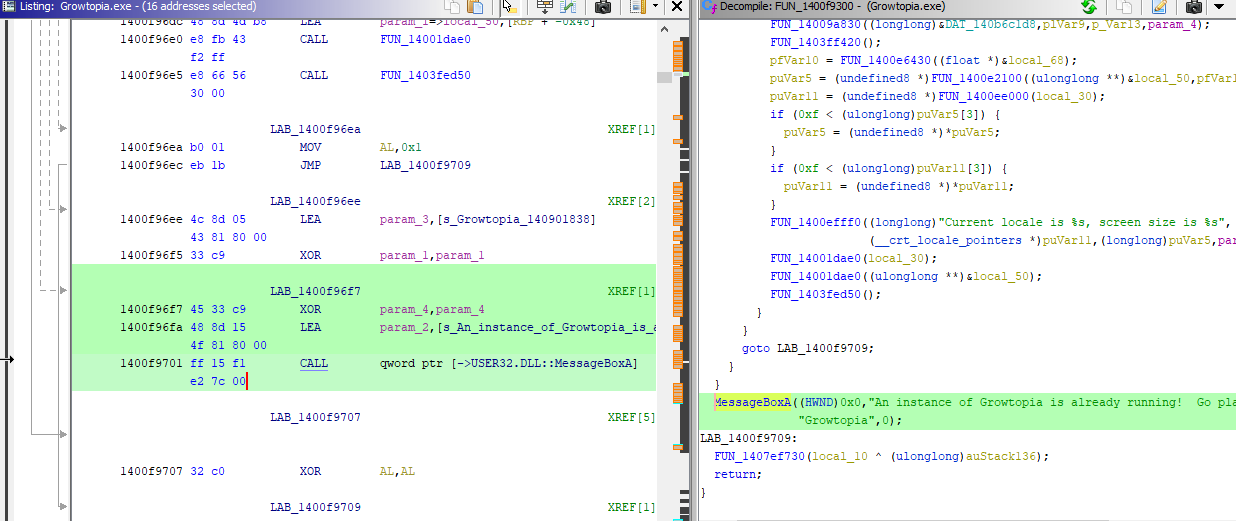 Listing: Growtopia.exe - (16 addresses selected)
1400f96dc 48 8d 4d b8 LEA param_1=>local_50,[RBP + -0x48]
1400f96e0 e8 fb 43 CALL FUN_14001dae0
f2 ff
1400f96e5 e8 66 56 CALL FUN_1403fed50
30 00
LAB_1400f96ea XREF[1]
1400f96ea b0 01 MOV AL,0x1
1400f96ec eb 1b JMP LAB_1400f9709
LAB_1400f96ee XREF[2]
1400f96ee 4c 8d 05 LEA param_3,[s_Growtopia_140901838]
43 81 80 00
1400f96f5 33 c9 XOR param_1,param_1
LAB_1400f96f7 XREF[1]
1400f96f7 45 33 c9 XOR param_4,param_4
1400f96fa 48 8d 15 LEA param_2,[s_An_instance_of_Growtopia_is_a
4f 81 80 00
1400f9701 ff 15 f1 CALL qword ptr [->USER32.DLL::MessageBoxA]
e2 7c 00
LAB_1400f9707 XREF[5]
1400f9707 32 c0 XOR AL,AL
LAB_1400f9709 XREF[1]
Decompile: FUN_1400f9300 - (Growtopia.exe)
FUN_14009a830((longlong)&DAT_140b6c1d8,plVar9,p_Var13,param_4);
FUN_1403ff420();
pfVar10 = FUN_1400e6430((float *)&local_68);
puVar5 = (undefined8 *)FUN_1400e2100((ulonglong **)&local_50,pfVar
puVar11 = (undefined8 *)FUN_1400ee000(local_30);
if (0xf < (ulonglong)puVar5[3]) {
puVar5 = (undefined8 *)*puVar5;
}
if (0xf < (ulonglong)puVar11[3]) {
puVar11 = (undefined8 *)*puVar11;
}
FUN_1400efff0((longlong)"Current locale is %s, screen size is %s",
(__crt_locale_pointers *)puVar11,(longlong)puVar5,par
FUN_14001dae0(local_30);
FUN_14001dae0((ulonglong **)&local_50);
FUN_1403fed50();
}
}
goto LAB_1400f9709;
}
}
MessageBoxA((HWND)0x0,"An instance of Growtopia is already running!  Go pla
"Growtopia",0);
LAB_1400f9709:
FUN_1407ef730(local_10 ^ (ulonglong)auStack136);
return;
}